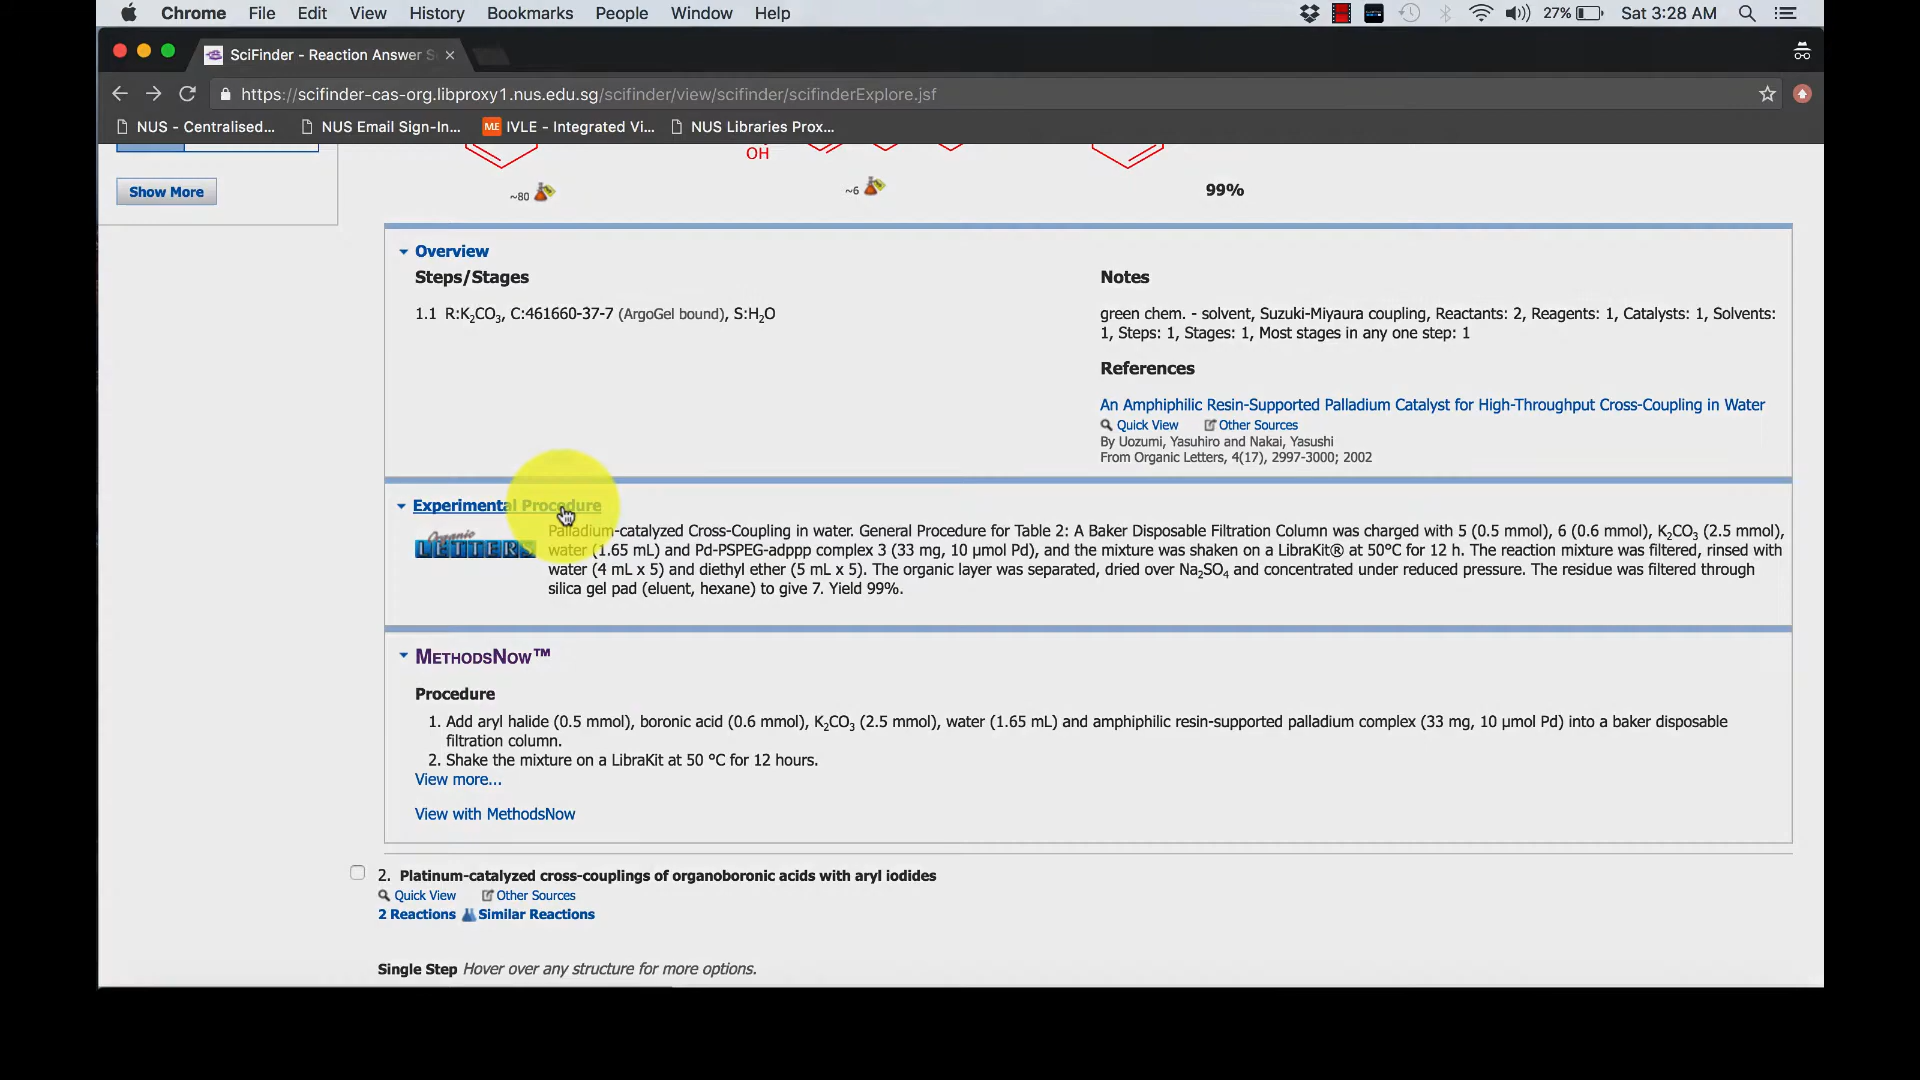 Chrome File Edit View History Bookmarks People Window Help 27% Sat 3:28 AM
SciFinder - Reaction Answer S
https://scifinder-cas-org.libproxy1.nus.edu.sg/scifinder/view/scifinder/scifinderExplore.jsf
NUS - Centralised... NUS Email Sign-In... ME IVLE - Integrated Vi... NUS Libraries Prox...
OH
Show More
~80 ~6 99%
Overview
Steps/Stages
1.1 R:K2CO3, C:461660-37-7 (ArgoGel bound), S:H2O
Notes
green chem. - solvent, Suzuki-Miyaura coupling, Reactants: 2, Reagents: 1, Catalysts: 1, Solvents:
1, Steps: 1, Stages: 1, Most stages in any one step: 1
References
An Amphiphilic Resin-Supported Palladium Catalyst for High-Throughput Cross-Coupling in Water
Quick View Other Sources
By Uozumi, Yasuhiro and Nakai, Yasushi
From Organic Letters, 4(17), 2997-3000; 2002
Experimental Procedure
Organic
LETTERS
Palladium-catalyzed Cross-Coupling in water. General Procedure for Table 2: A Baker Disposable Filtration Column was charged with 5 (0.5 mmol), 6 (0.6 mmol), K2CO3 (2.5 mmol),
water (1.65 mL) and Pd-PSPEG-adppp complex 3 (33 mg, 10 μmol Pd), and the mixture was shaken on a LibraKit® at 50°C for 12 h. The reaction mixture was filtered, rinsed with
water (4 mL x 5) and diethyl ether (5 mL x 5). The organic layer was separated, dried over Na2SO4 and concentrated under reduced pressure. The residue was filtered through
silica gel pad (eluent, hexane) to give 7. Yield 99%.
METHODSNOW™
Procedure
1. Add aryl halide (0.5 mmol), boronic acid (0.6 mmol), K2CO3 (2.5 mmol), water (1.65 mL) and amphiphilic resin-supported palladium complex (33 mg, 10 μmol Pd) into a baker disposable
filtration column.
2. Shake the mixture on a LibraKit at 50 °C for 12 hours.
View more...
View with MethodsNow
2. Platinum-catalyzed cross-couplings of organoboronic acids with aryl iodides
Quick View Other Sources
2 Reactions Similar Reactions
Single Step Hover over any structure for more options.